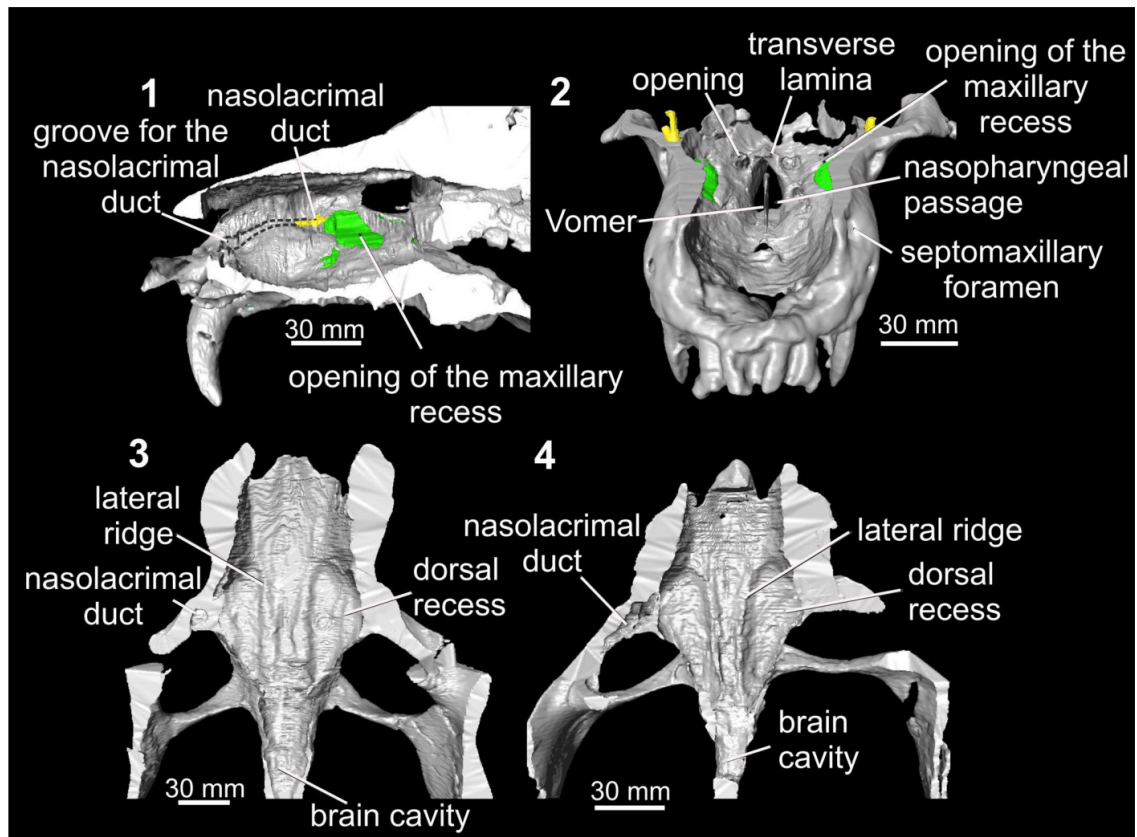 1
nasolacrimal
duct
groove for the
nasolacrimal
duct
30 mm
opening of the maxillary
recess
2
opening
transverse
lamina
opening of the
maxillary
recess
nasopharyngeal
passage
Vomer
septomaxillary
foramen
30 mm
3
lateral
ridge
nasolacrimal
duct
dorsal
recess
30 mm
brain cavity
4
nasolacrimal
duct
lateral ridge
dorsal
recess
brain
cavity
30 mm